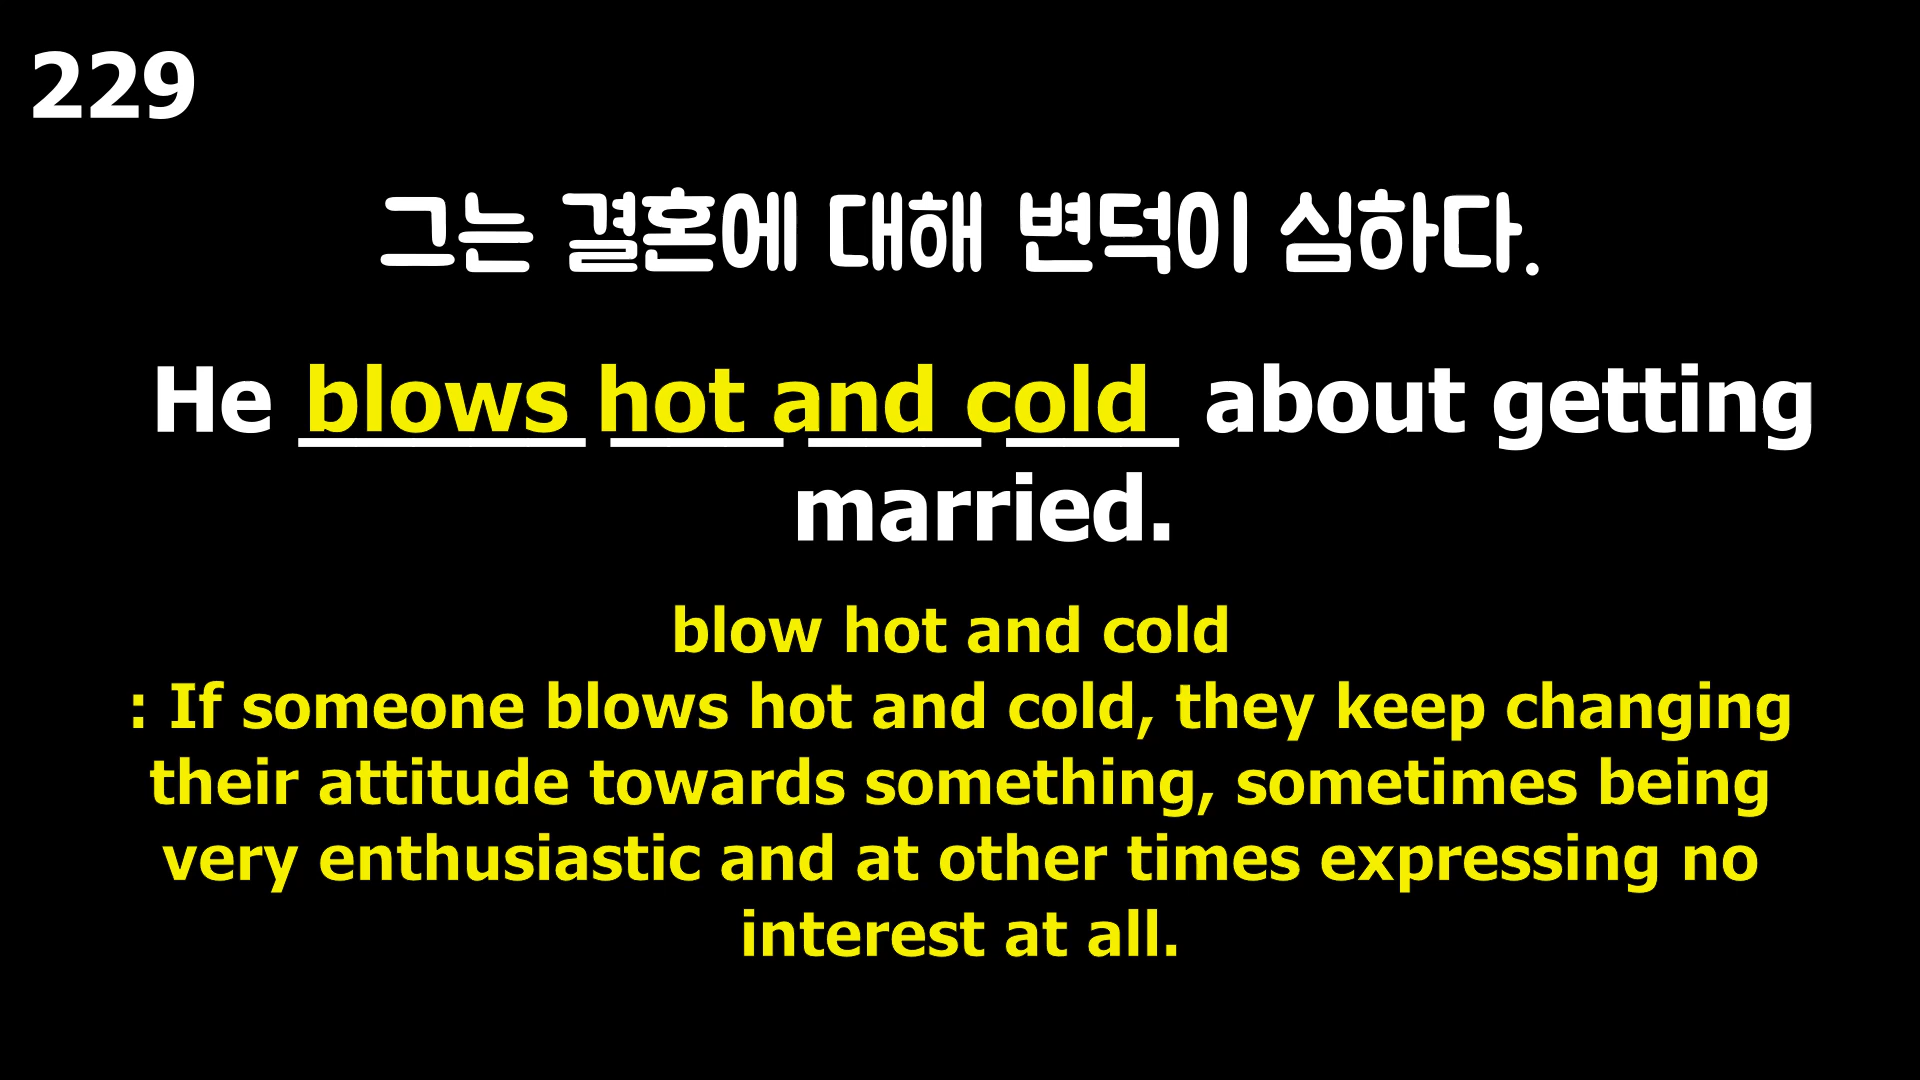 229
그는 결혼에 대해 변덕이 심하다.
He blows hot and cold about getting
married.
blow hot and cold
: If someone blows hot and cold, they keep changing
their attitude towards something, sometimes being
very enthusiastic and at other times expressing no
interest at all.